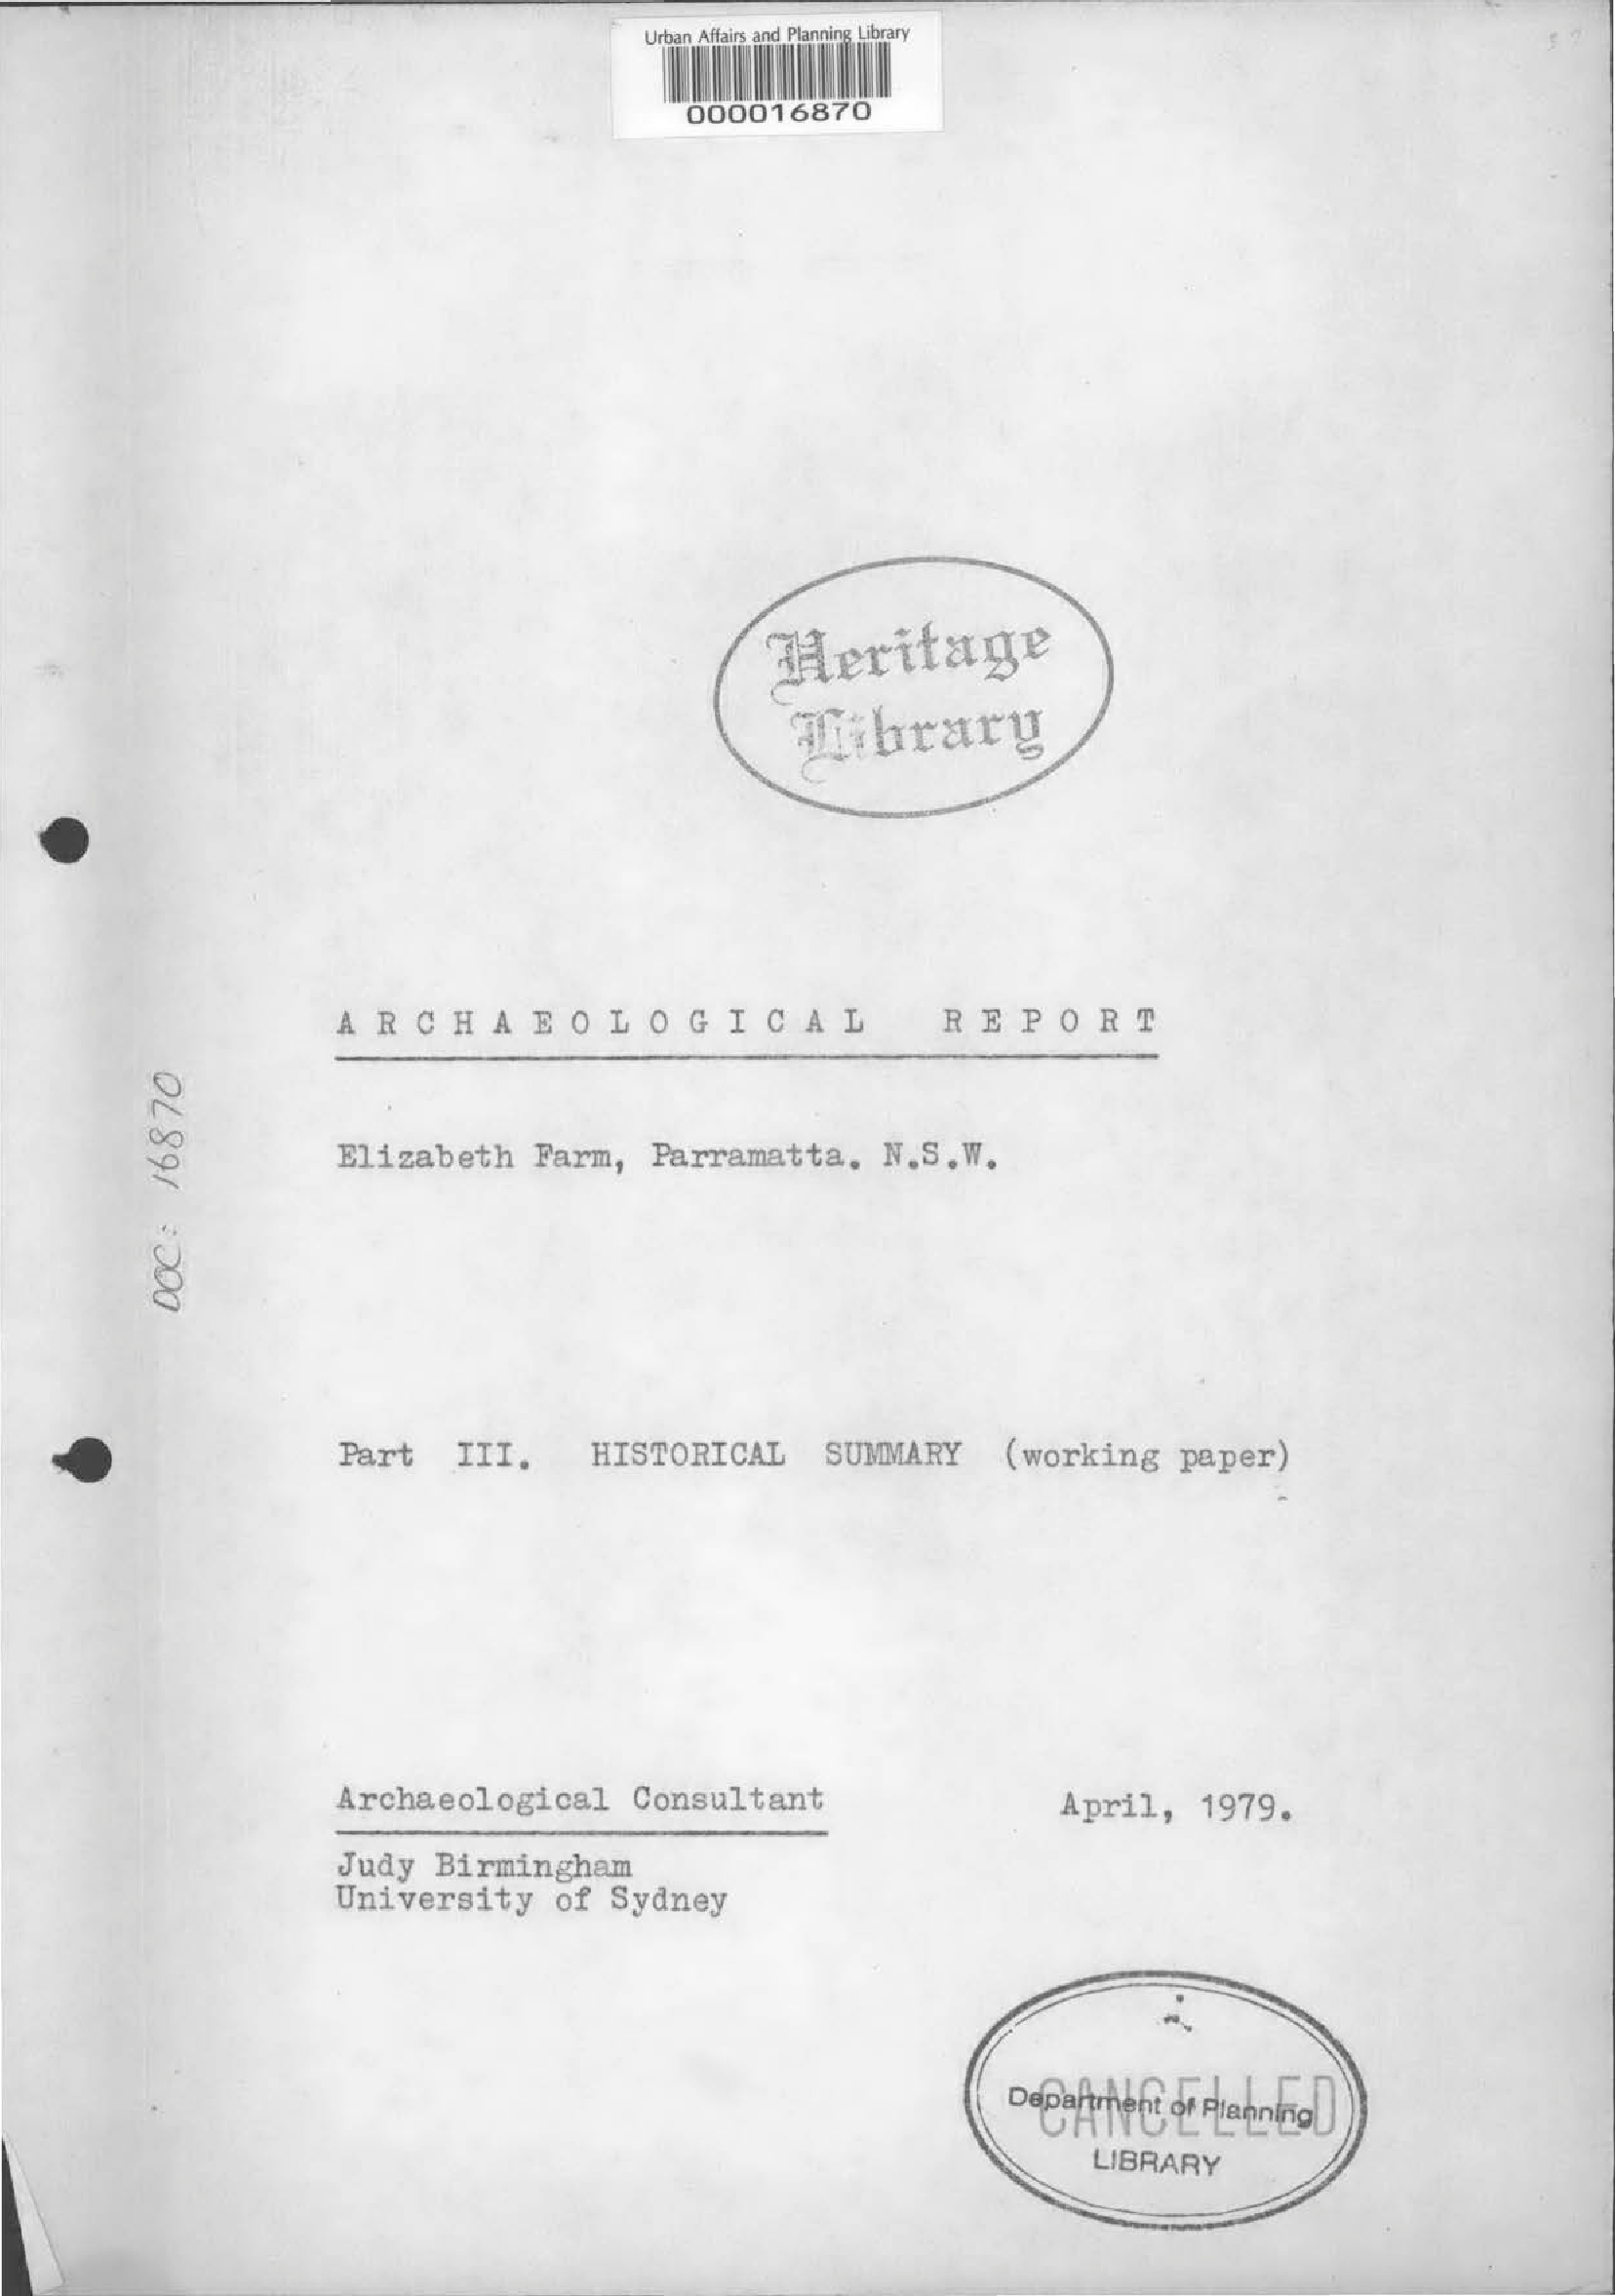 Urban Affairs and Planning Library
000016870
Heritage
Library
ARCHAEOLOGICAL REPORT
DOC: 16870
Elizabeth Farm, Parramatta. N.S.W.
Part III. HISTORICAL SUMMARY (working paper)
Archaeological Consultant
April, 1979.
Judy Birmingham
University of Sydney
CANCELLED
Department of Planning
LIBRARY